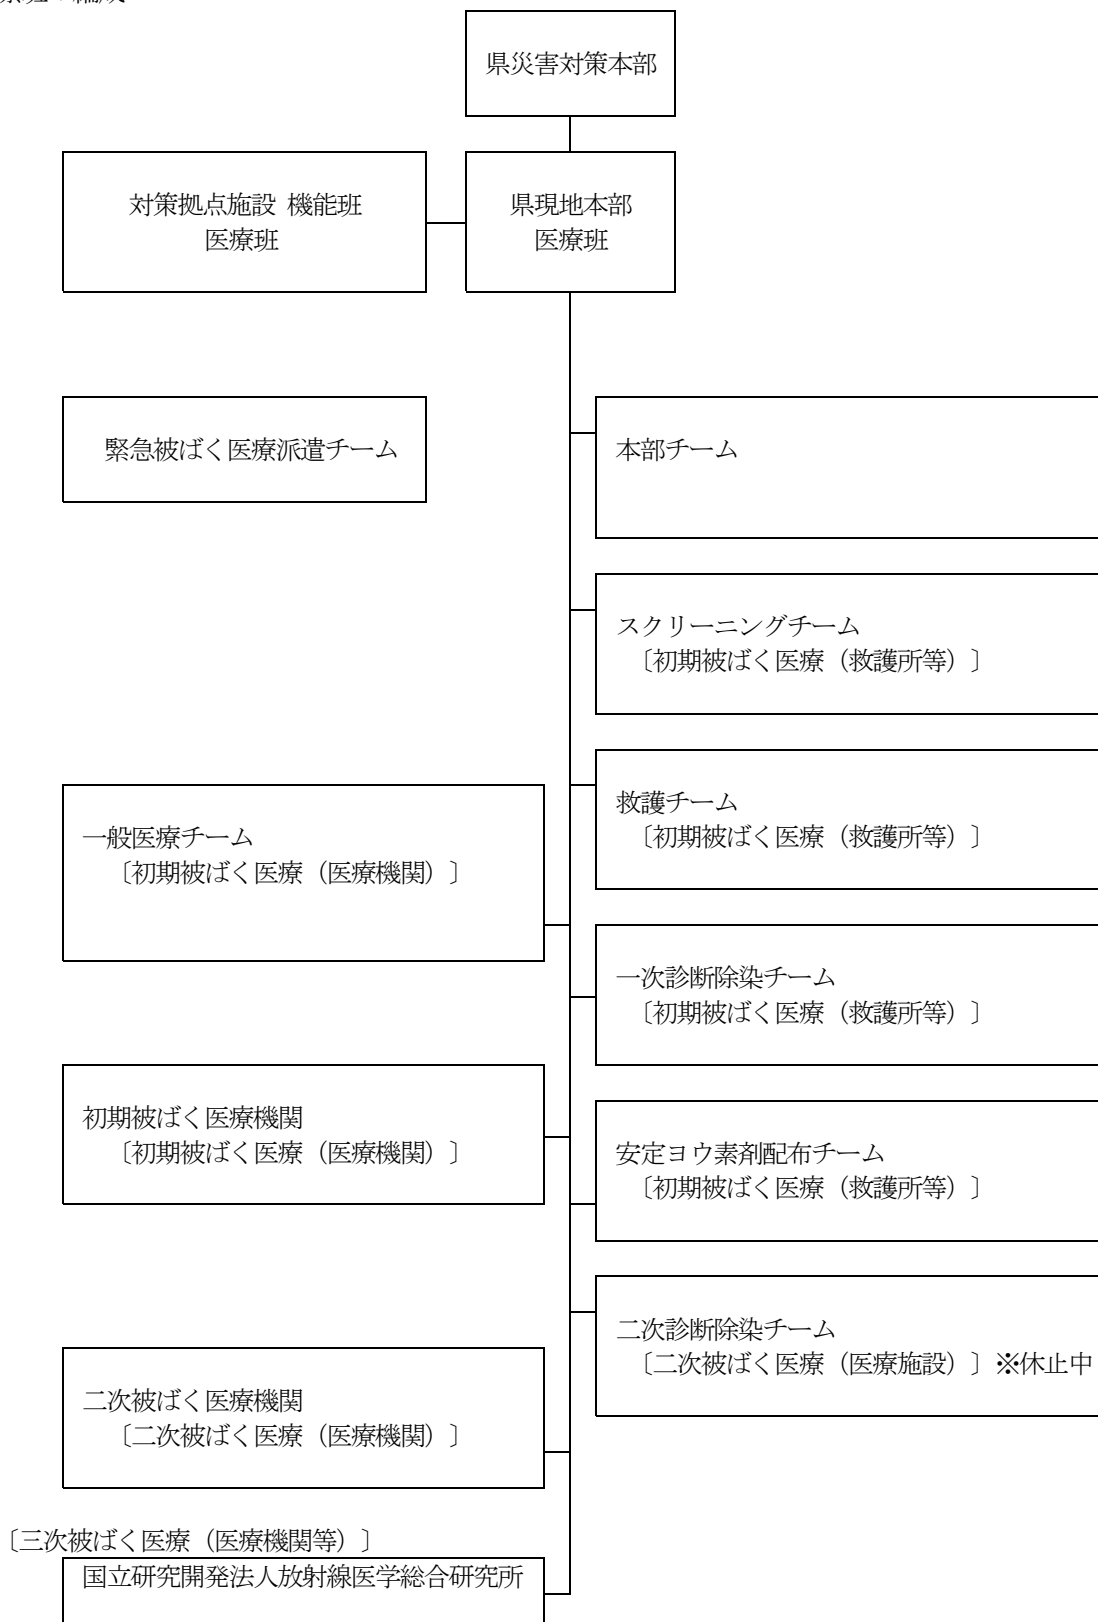 県災害対策本部
対策拠点施設 機能班
医療班
県現地本部
医療班
緊急被ばく医療派遣チーム
本部チーム
スクリーニングチーム
〔初期被ばく医療（救護所等）〕
救護チーム
〔初期被ばく医療（救護所等）〕
一般医療チーム
〔初期被ばく医療（医療機関）〕
一次診断除染チーム
〔初期被ばく医療（救護所等）〕
初期被ばく医療機関
〔初期被ばく医療（医療機関）〕
安定ヨウ素剤配布チーム
〔初期被ばく医療（救護所等）〕
二次診断除染チーム
〔二次被ばく医療（医療施設）〕※休止中
二次被ばく医療機関
〔二次被ばく医療（医療機関）〕
〔三次被ばく医療（医療機関等）〕
国立研究開発法人放射線医学総合研究所